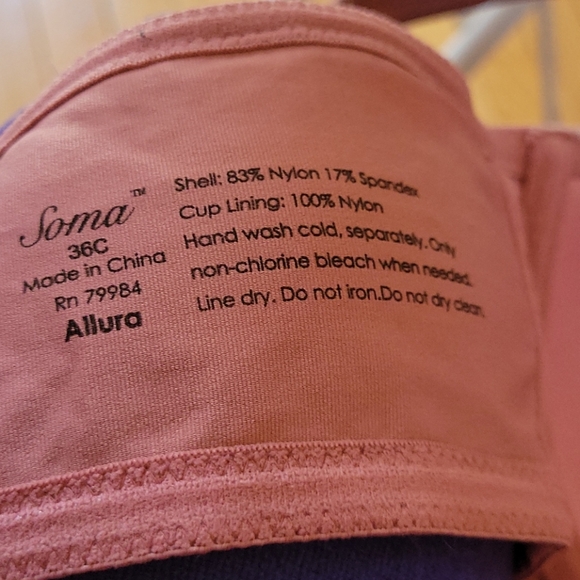 Soma™
36C
Made in China
Rn 79984
Allura
Shell: 83% Nylon 17% Spandex
Cup Lining: 100% Nylon
Hand wash cold, separately. Only
non-chlorine bleach when needed.
Line dry. Do not iron.Do not dry clean.